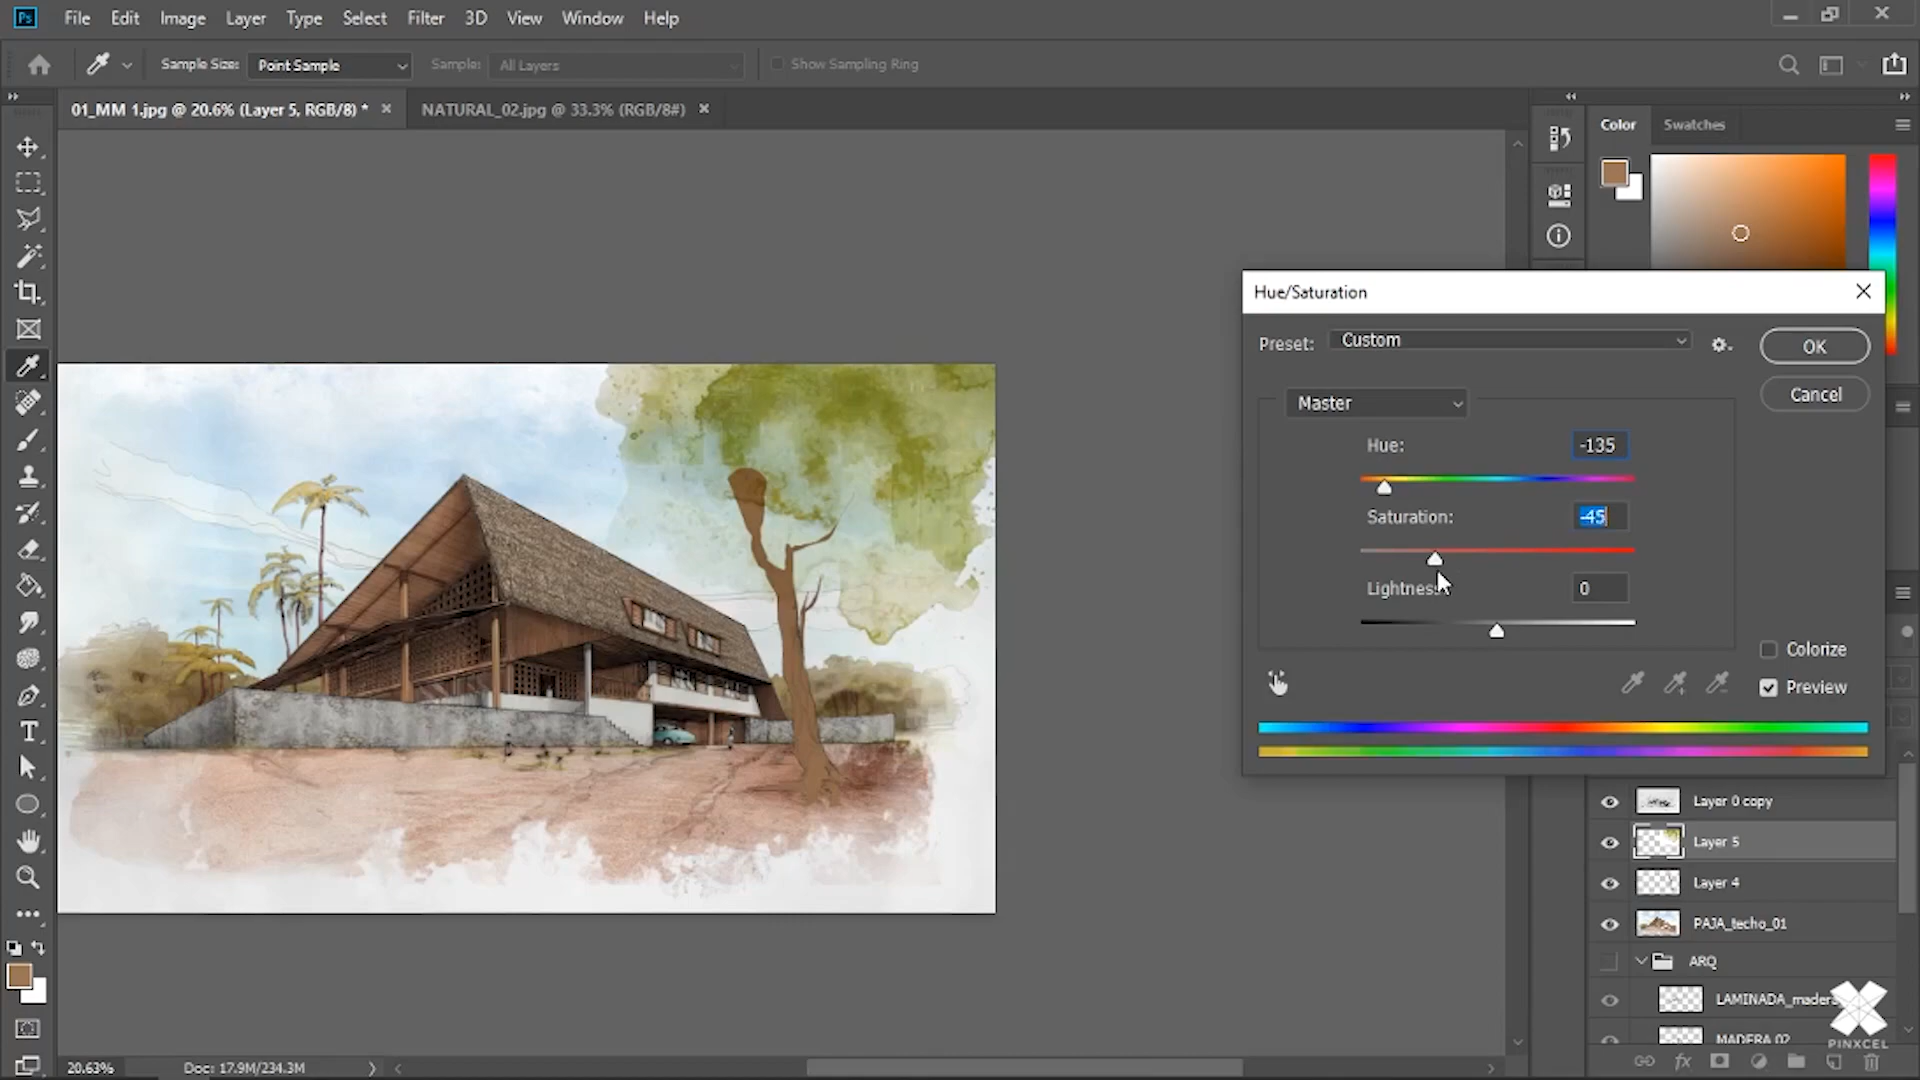 Ps File Edit Image Layer Type Select Filter 3D View Window Help
Sample Size: Point Sample Sample: All Layers Show Sampling Ring
01_MM 1.jpg @ 20.6% (Layer 5, RGB/8) * × NATURAL_02.jpg @ 33.3% (RGB/8#) ×
Color Swatches
Hue/Saturation
Preset: Custom
OK
Cancel
Master
Hue: -135
Saturation: -45
Lightness: 0
Colorize
Preview
Layer 0 copy
Layer 5
Layer 4
PAJA_techo_01
ARQ
LAMINADA_madera
MADERA 02
PINXCEL
20.63% Doc: 17.9M/234.3M